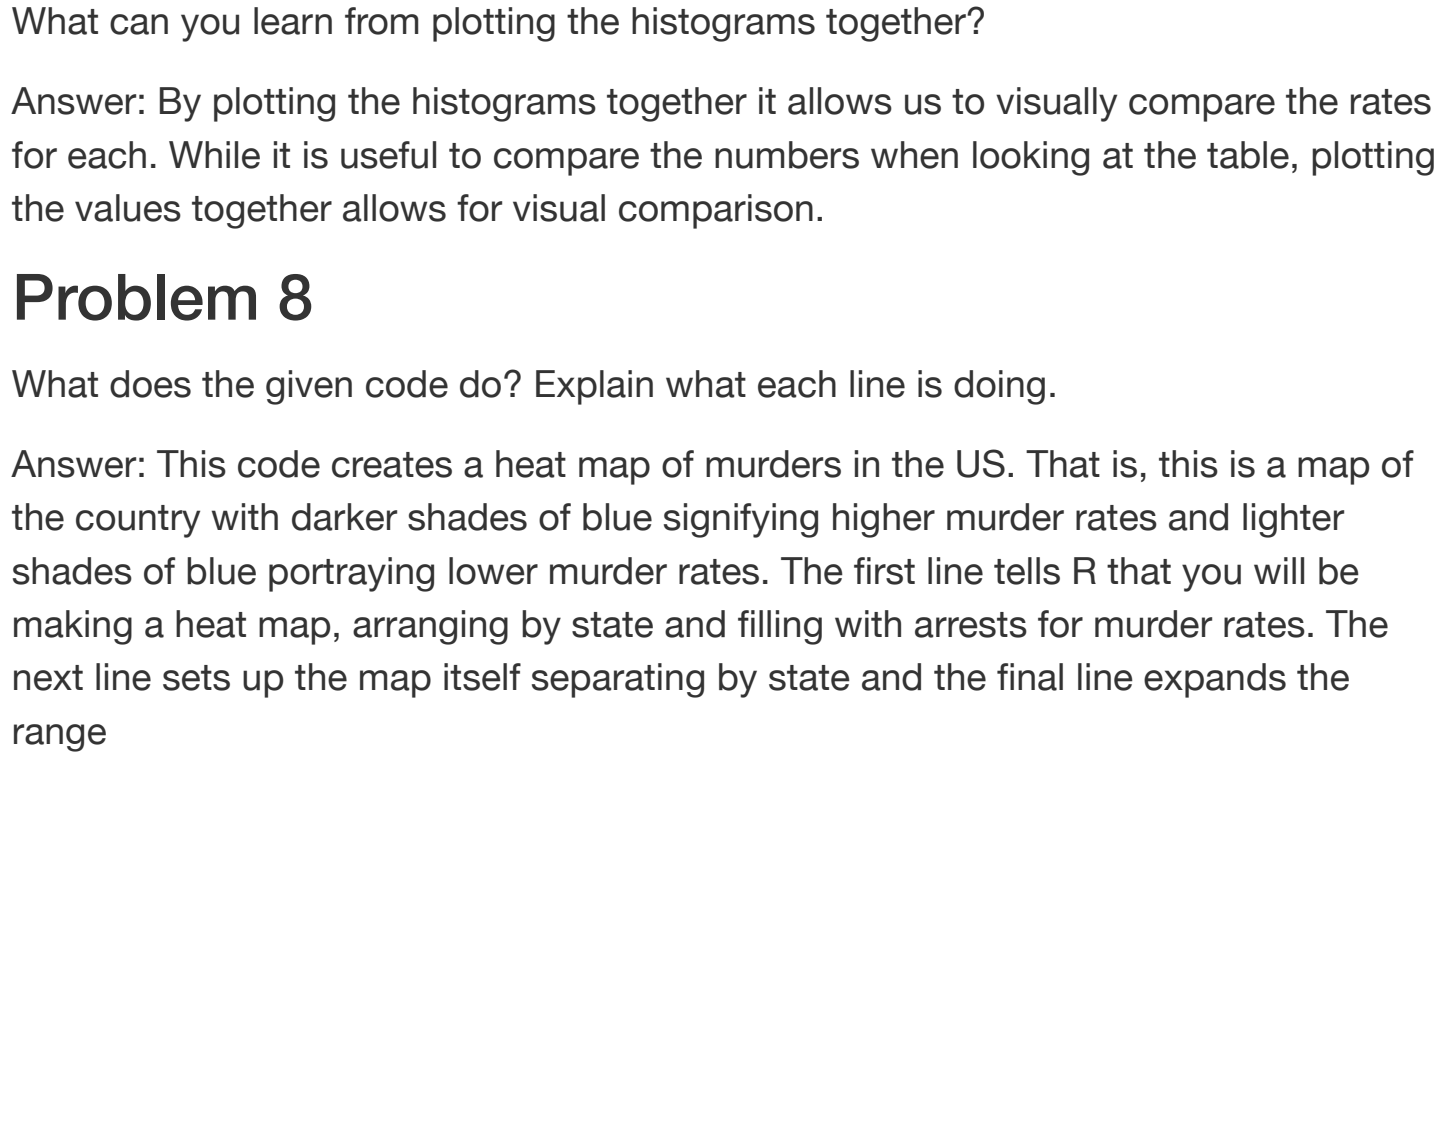 What can you learn from plotting the histograms together?
Answer: By plotting the histograms together it allows us to visually compare the rates
for each. While it is useful to compare the numbers when looking at the table, plotting
the values together allows for visual comparison.
Problem 8
What does the given code do? Explain what each line is doing.
Answer: This code creates a heat map of murders in the US. That is, this is a map of
the country with darker shades of blue signifying higher murder rates and lighter
shades of blue portraying lower murder rates. The first line tells R that you will be
making a heat map, arranging by state and filling with arrests for murder rates. The
next line sets up the map itself separating by state and the final line expands the
range